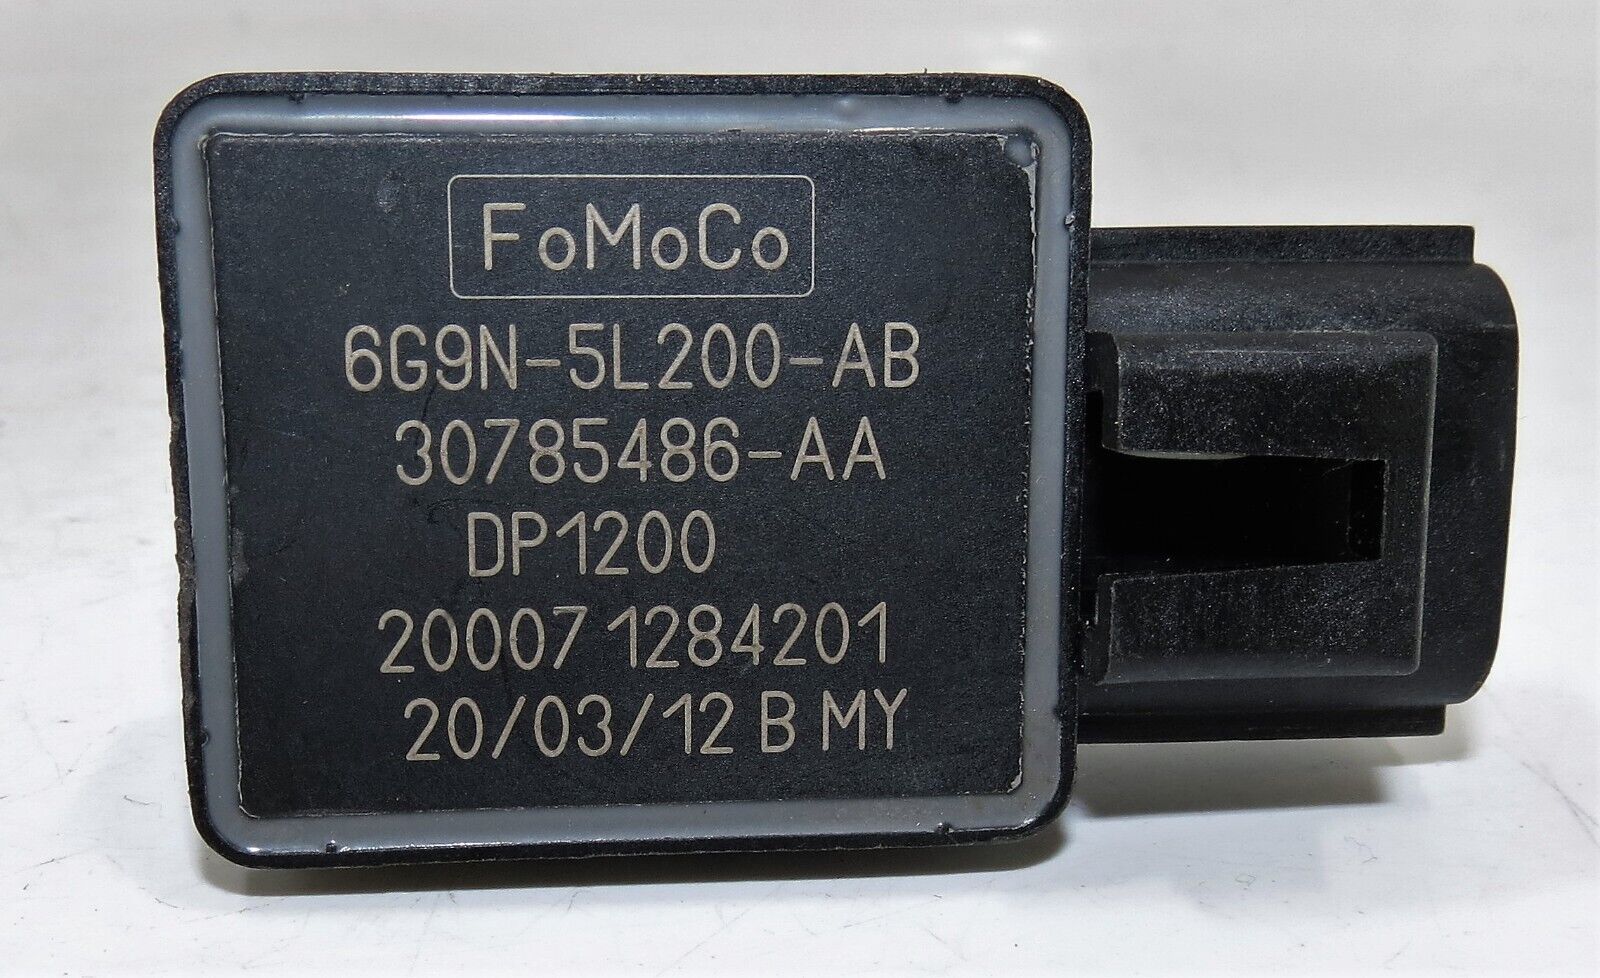 FoMoCo
6G9N-5L200-AB
30785486-AA
DP1200
20007 1284201
20/03/12 B MY